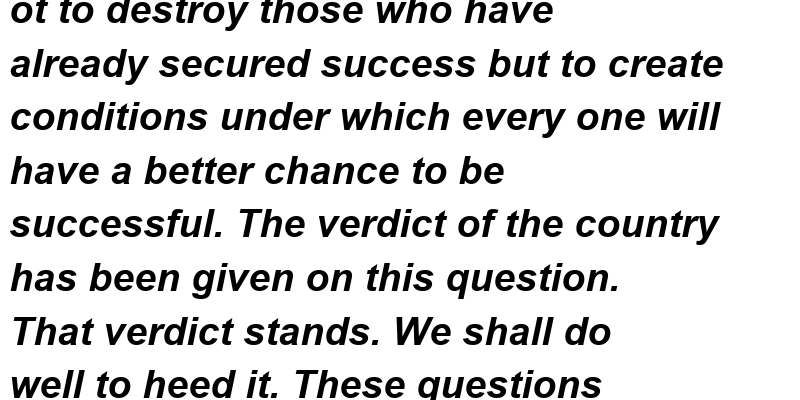 ot to destroy those who have
already secured success but to create
conditions under which every one will
have a better chance to be
successful. The verdict of the country
has been given on this question.
That verdict stands. We shall do
well to heed it. These questions